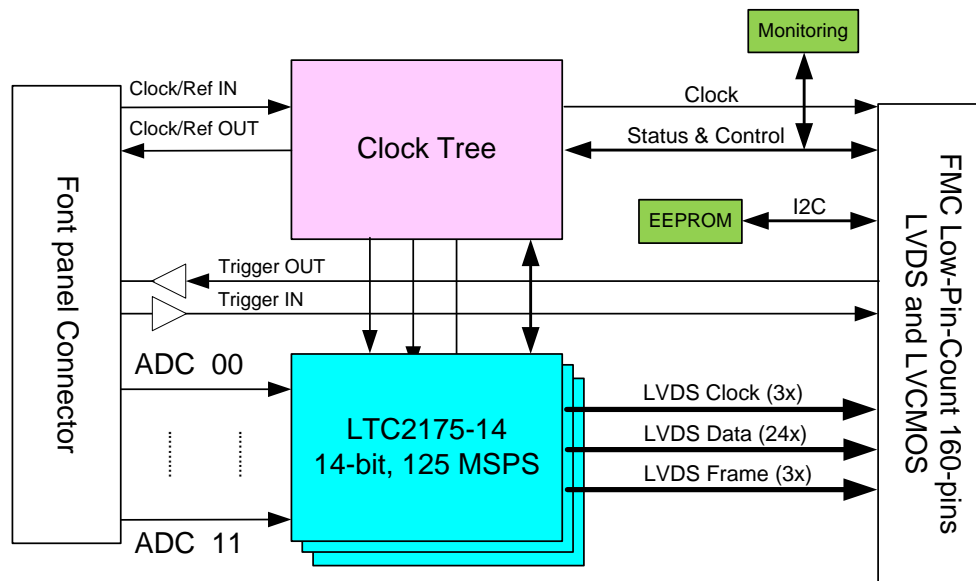 Monitoring
Clock/Ref IN
Clock
Clock/Ref OUT
Clock Tree
Status & Control
EEPROM
I2C
Font panel Connector
FMC Low-Pin-Count 160-pins
LVDS and LVCMOS
Trigger OUT
Trigger IN
ADC 00
LTC2175-14
14-bit, 125 MSPS
LVDS Clock (3x)
LVDS Data (24x)
LVDS Frame (3x)
ADC 11